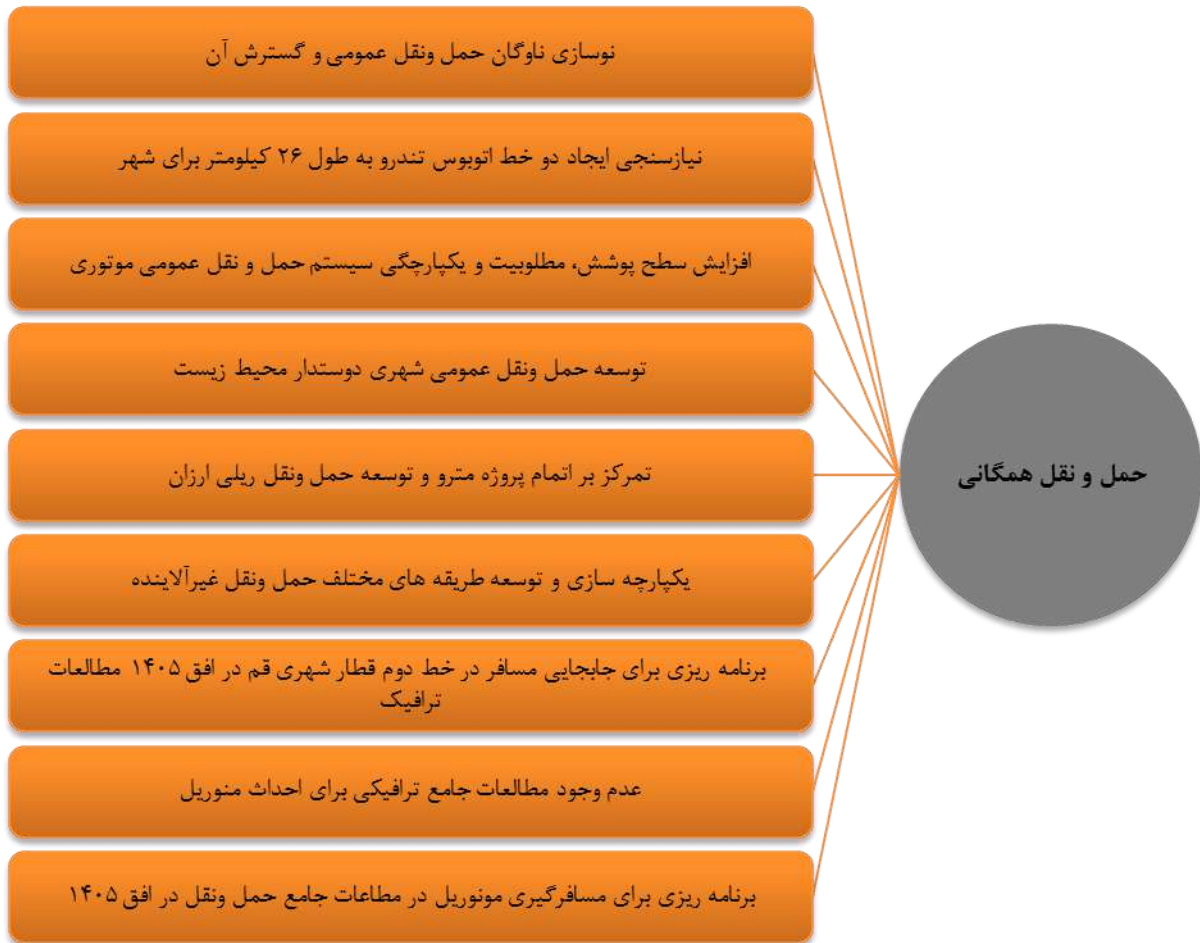 نوسازی ناوگان حمل ونقل عمومی و گسترش آن
نیازسنجی ایجاد دو خط اتوبوس تندرو به طول ۲۶ کیلومتر برای شهر
افزایش سطح پوشش، مطلوبیت و یکپارچگی سیستم حمل و نقل عمومی موتوری
توسعه حمل ونقل عمومی شهری دوستدار محیط زیست
حمل و نقل همگانی
تمرکز بر اتمام پروژه مترو و توسعه حمل ونقل ریلی ارزان
یکپارچه سازی و توسعه طریقه های مختلف حمل ونقل غیرآلاینده
برنامه ریزی برای جابجایی مسافر در خط دوم قطار شهری قم در افق ۱۴۰۵ مطالعات
ترافیک
عدم وجود مطالعات جامع ترافیکی برای احداث منوریل
برنامه ریزی برای مسافرگیری مونوریل در مطاعات جامع حمل ونقل در افق ۱۴۰۵